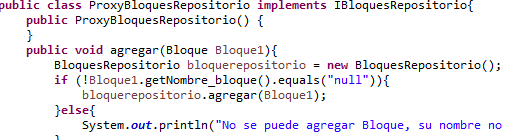 public class ProxyBloquesRepositorio implements IBloquesRepositorio{
public ProxyBloquesRepositorio() {
}
public void agregar(Bloque Bloque1){
BloquesRepositorio bloquerepositorio = new BloquesRepositorio();
if (!Bloque1.getNombre_bloque().equals("null")){
bloquerepositorio.agregar(Bloque1);
}else{
System.out.println("No se puede agregar Bloque, su nombre no
}